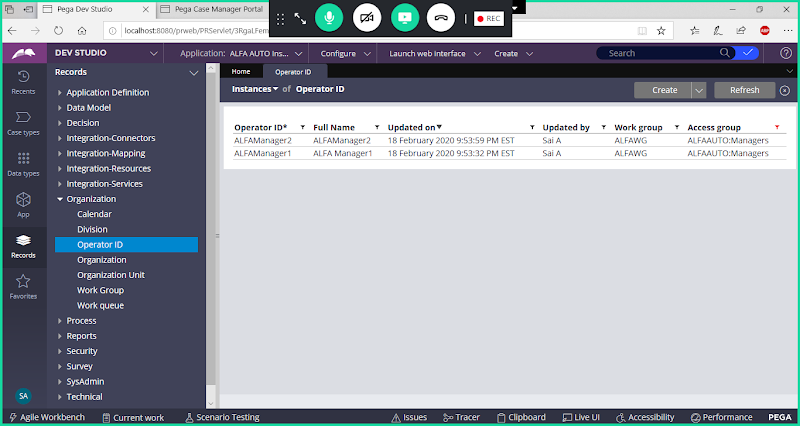 Pega Dev Studio
Pega Case Manager Portal
REC
localhost:8080/prweb/PRServlet/3RgaLFem
DEV STUDIO
Application: ALFA AUTO Ins...
Configure
Launch web interface
Create
Search
Recents
Case types
Data types
App
Records
Favorites
SA
Records
Application Definition
Data Model
Decision
Integration-Connectors
Integration-Mapping
Integration-Resources
Integration-Services
Organization
Calendar
Division
Operator ID
Organization
Organization Unit
Work Group
Work queue
Process
Reports
Security
Survey
SysAdmin
Technical
Home
Operator ID
Instances of Operator ID
Create
Refresh
Operator ID* Full Name Updated on Updated by Work group Access group
ALFAManager2 ALFAManager2 18 February 2020 9:53:59 PM EST Sai A ALFAWG ALFAAUTO:Managers
ALFAManager1 ALFA Manager1 18 February 2020 9:53:32 PM EST Sai A ALFAWG ALFAAUTO:Managers
Agile Workbench
Current work
Scenario Testing
Issues
Tracer
Clipboard
Live UI
Accessibility
Performance
PEGA